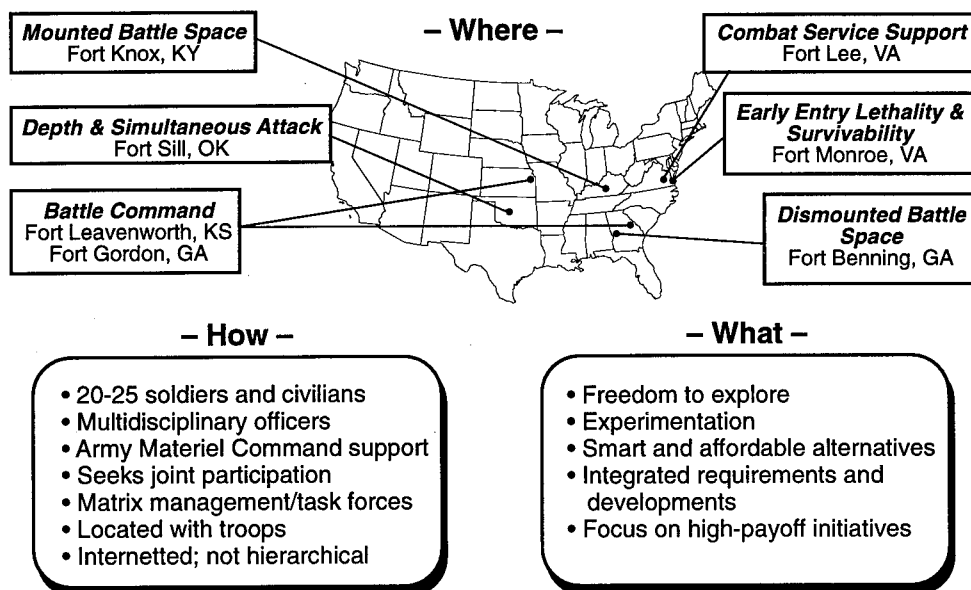 – Where –
Mounted Battle Space
Fort Knox, KY
Depth & Simultaneous Attack
Fort Sill, OK
Battle Command
Fort Leavenworth, KS
Fort Gordon, GA
Combat Service Support
Fort Lee, VA
Early Entry Lethality &
Survivability
Fort Monroe, VA
Dismounted Battle
Space
Fort Benning, GA
– How –
• 20-25 soldiers and civilians
• Multidisciplinary officers
• Army Materiel Command support
• Seeks joint participation
• Matrix management/task forces
• Located with troops
• Internetted; not hierarchical
– What –
• Freedom to explore
• Experimentation
• Smart and affordable alternatives
• Integrated requirements and
developments
• Focus on high-payoff initiatives